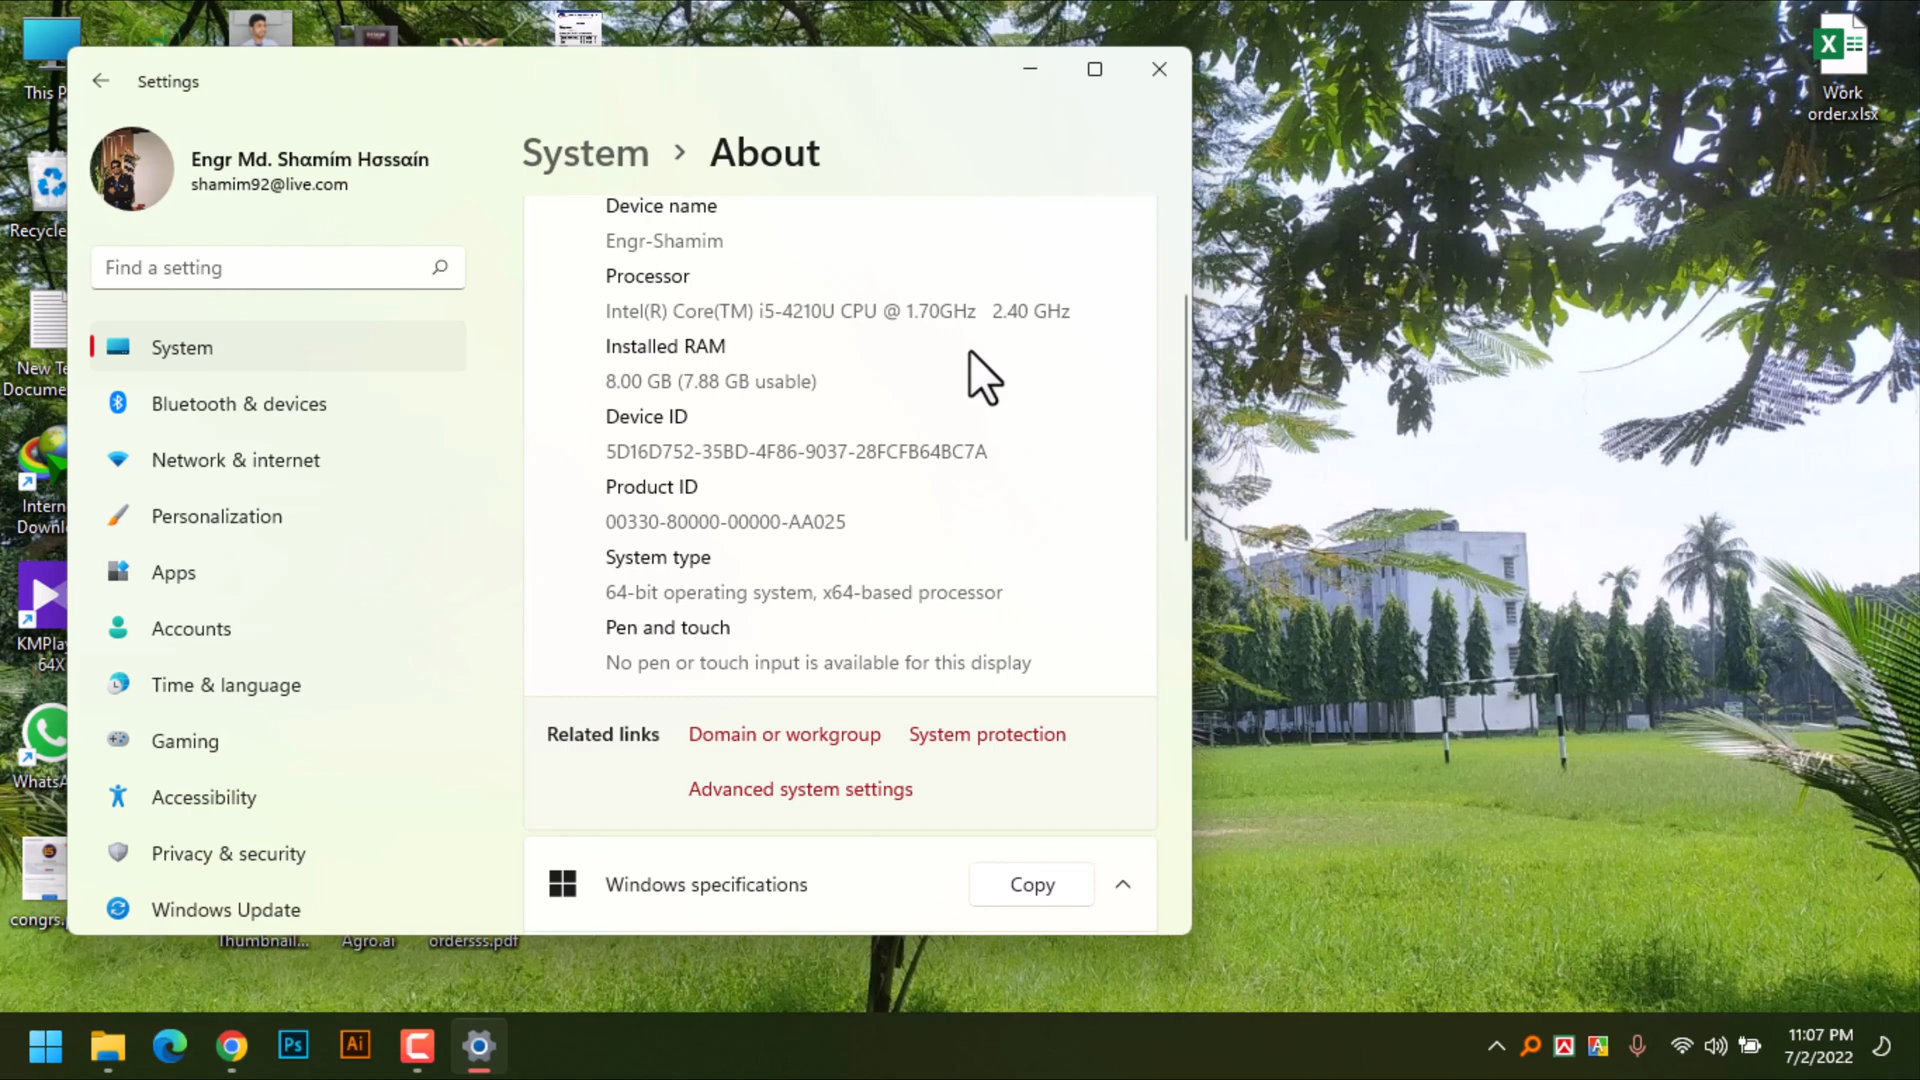 Settings
Engr Md. Shαmím Hσssαín
shamim92@live.com
Find a setting
System
Bluetooth & devices
Network & internet
Personalization
Apps
Accounts
Time & language
Gaming
Accessibility
Privacy & security
Windows Update
System > About
Device name
Engr-Shamim
Processor
Intel(R) Core(TM) i5-4210U CPU @ 1.70GHz 2.40 GHz
Installed RAM
8.00 GB (7.88 GB usable)
Device ID
5D16D752-35BD-4F86-9037-28FCFB64BC7A
Product ID
00330-80000-00000-AA025
System type
64-bit operating system, x64-based processor
Pen and touch
No pen or touch input is available for this display
Related links Domain or workgroup System protection
Advanced system settings
Windows specifications Copy
This P
Recycle
New Te
Docume
Intern
Downl
KMPla
64X
WhatsA
congrs.
Thumbnail... Agro.ai ordersss.pdf
Work
order.xlsx
Ps
Ai
11:07 PM
7/2/2022